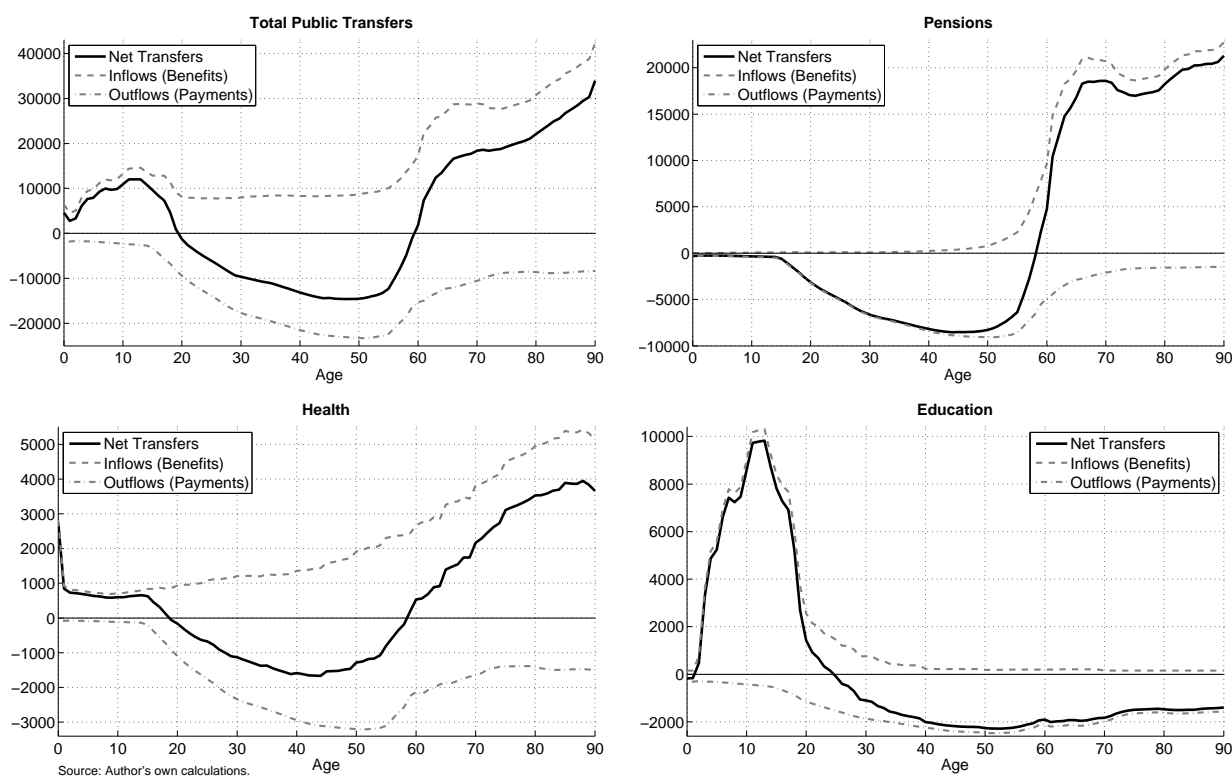 Total Public Transfers
Net Transfers
Inflows (Benefits)
Outflows (Payments)
40000
30000
20000
10000
0
−10000
−20000
0 10 20 30 40 50 60 70 80 90
Age
Pensions
Net Transfers
Inflows (Benefits)
Outflows (Payments)
20000
15000
10000
5000
0
−5000
−10000
0 10 20 30 40 50 60 70 80 90
Age
Health
Net Transfers
Inflows (Benefits)
Outflows (Payments)
5000
4000
3000
2000
1000
0
−1000
−2000
−3000
0 10 20 30 40 50 60 70 80 90
Age
Source: Author's own calculations.
Education
Net Transfers
Inflows (Benefits)
Outflows (Payments)
10000
8000
6000
4000
2000
0
−2000
0 10 20 30 40 50 60 70 80 90
Age